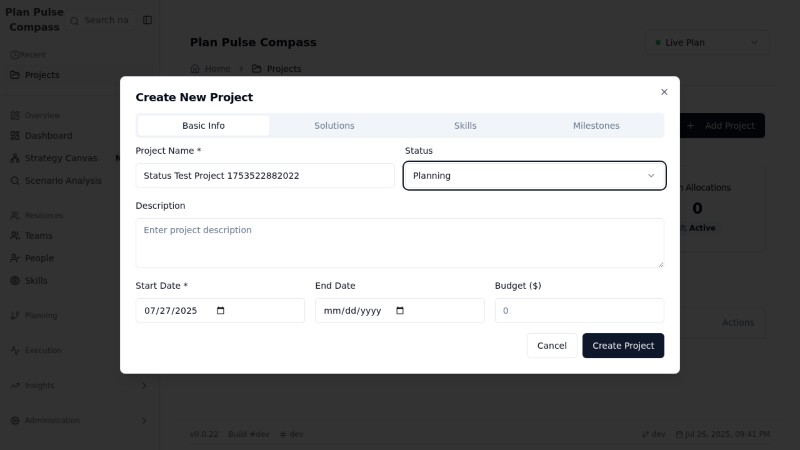 Plan Pulse
Compass
Search na
Recent
Projects
Overview
Dashboard
Strategy Canvas
Scenario Analysis
Resources
Teams
People
Skills
Planning
Execution
Insights
Administration
Plan Pulse Compass
Live Plan
Home
Projects
+ Add Project
Allocations
0
Active
Actions
Create New Project
Basic Info
Solutions
Skills
Milestones
Project Name *
Status
Status Test Project 1753522882022
Planning
Description
Enter project description
Start Date *
End Date
Budget ($)
07/27/2025
mm/dd/yyyy
0
Cancel
Create Project
v0.0.22
Build #dev
dev
dev
Jul 26, 2025, 09:41 PM